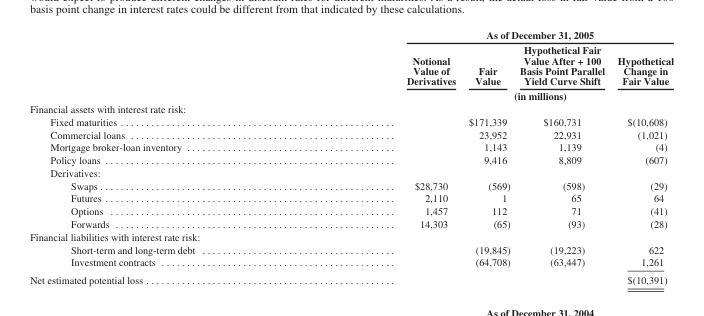 basis point change in interest rates could be different from that indicated by these calculations.
As of December 31, 2005
Notional Value of Derivatives Fair Value Hypothetical Fair Value After + 100 Basis Point Parallel Yield Curve Shift Hypothetical Change in Fair Value
(in millions)
Financial assets with interest rate risk:
Fixed maturities $171,339 $160,731 $(10,608)
Commercial loans 23,952 22,931 (1,021)
Mortgage broker-loan inventory 1,143 1,139 (4)
Policy loans 9,416 8,809 (607)
Derivatives:
Swaps $28,730 (569) (598) (29)
Futures 2,110 1 65 64
Options 1,457 112 71 (41)
Forwards 14,303 (65) (93) (28)
Financial liabilities with interest rate risk:
Short-term and long-term debt (19,845) (19,223) 622
Investment contracts (64,708) (63,447) 1,261
Net estimated potential loss $(10,391)
As of December 31, 2004